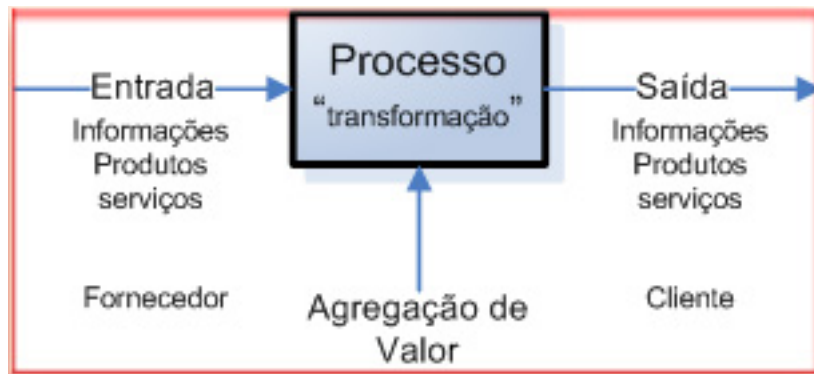 Entrada
Informações
Produtos
serviços
Fornecedor
Processo
“transformação”
Agregação de
Valor
Saída
Informações
Produtos
serviços
Cliente